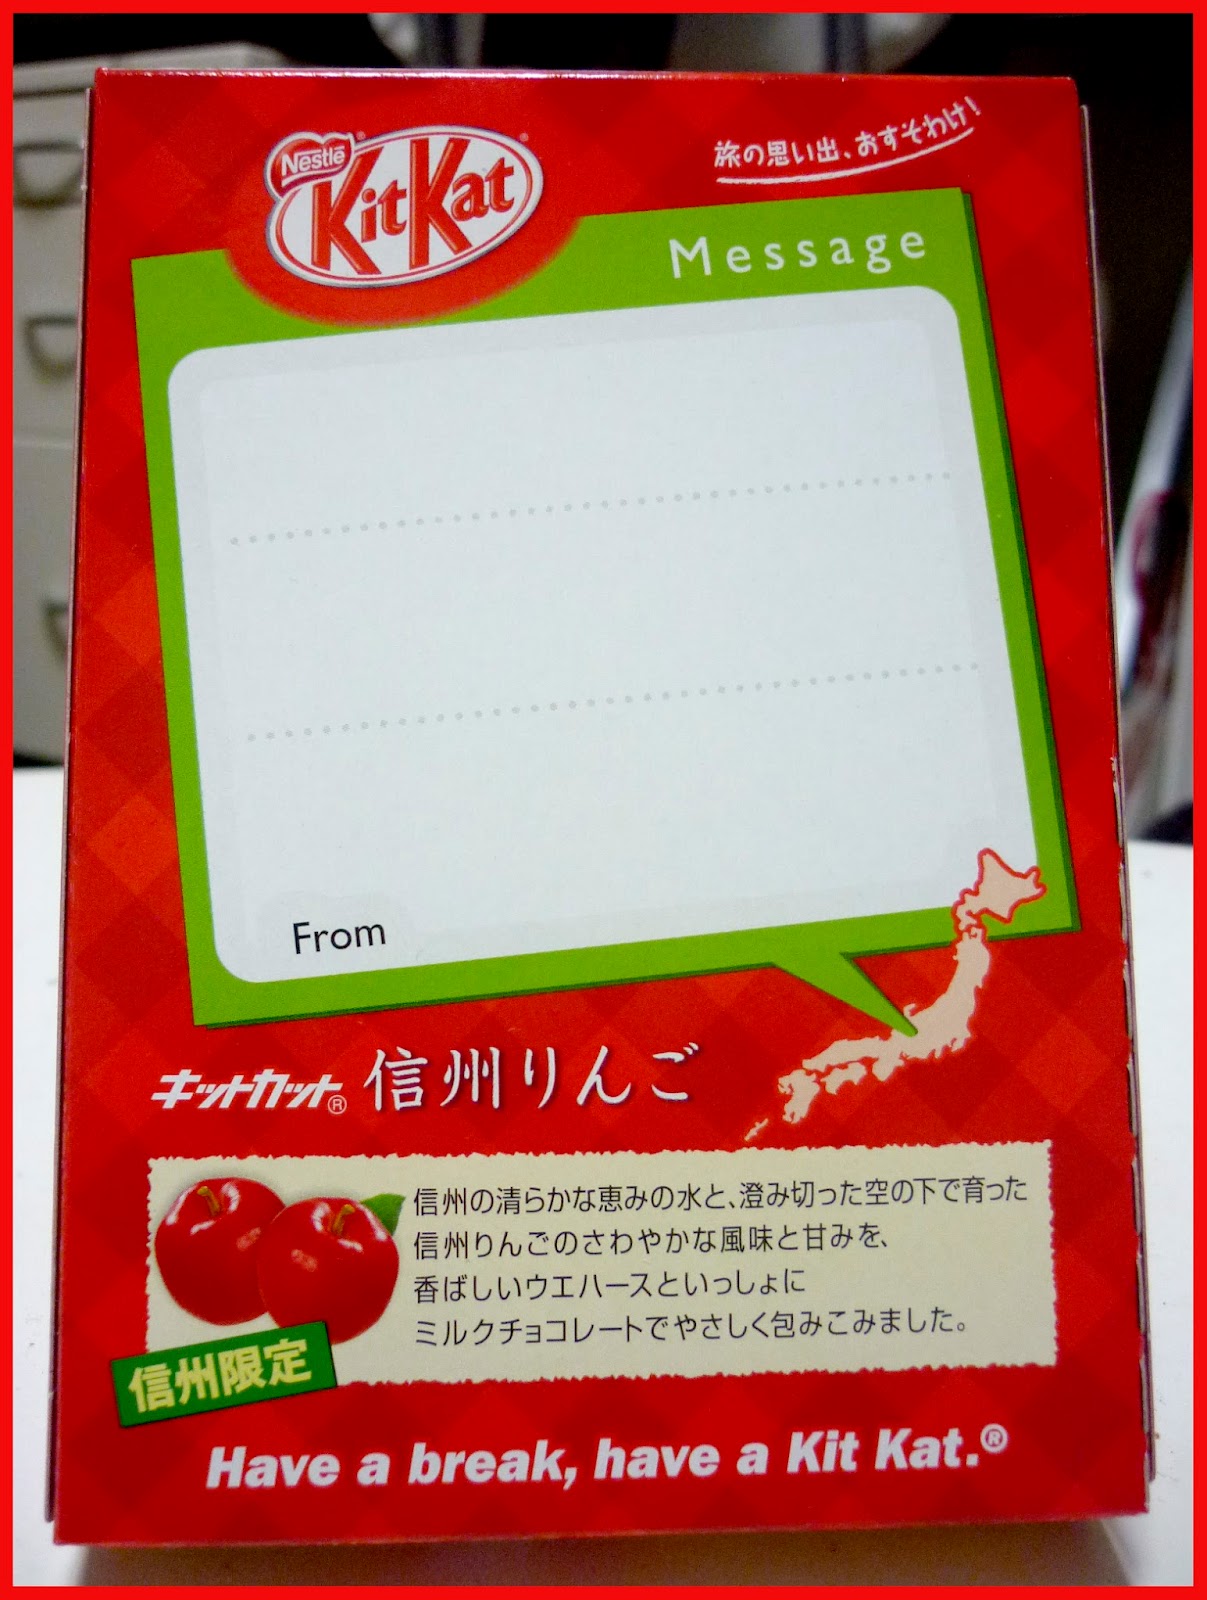 Nestlé®
KitKat®
旅の思い出、おすそわけ!
Message
From
キットカット® 信州りんご
信州の清らかな恵みの水と、澄み切った空の下で育った
信州りんごのさわやかな風味と甘みを、
香ばしいウエハースといっしょに
ミルクチョコレートでやさしく包みこみました。
信州限定
Have a break, have a Kit Kat.®